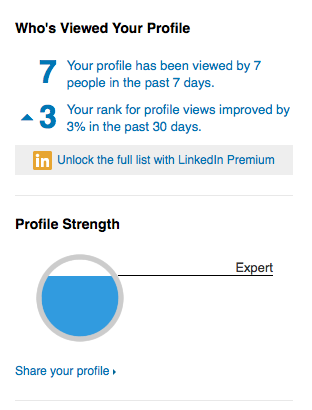 Who's Viewed Your Profile
7
Your profile has been viewed by 7
people in the past 7 days.
3
Your rank for profile views improved by
3% in the past 30 days.
in Unlock the full list with LinkedIn Premium
Profile Strength
Expert
Share your profile